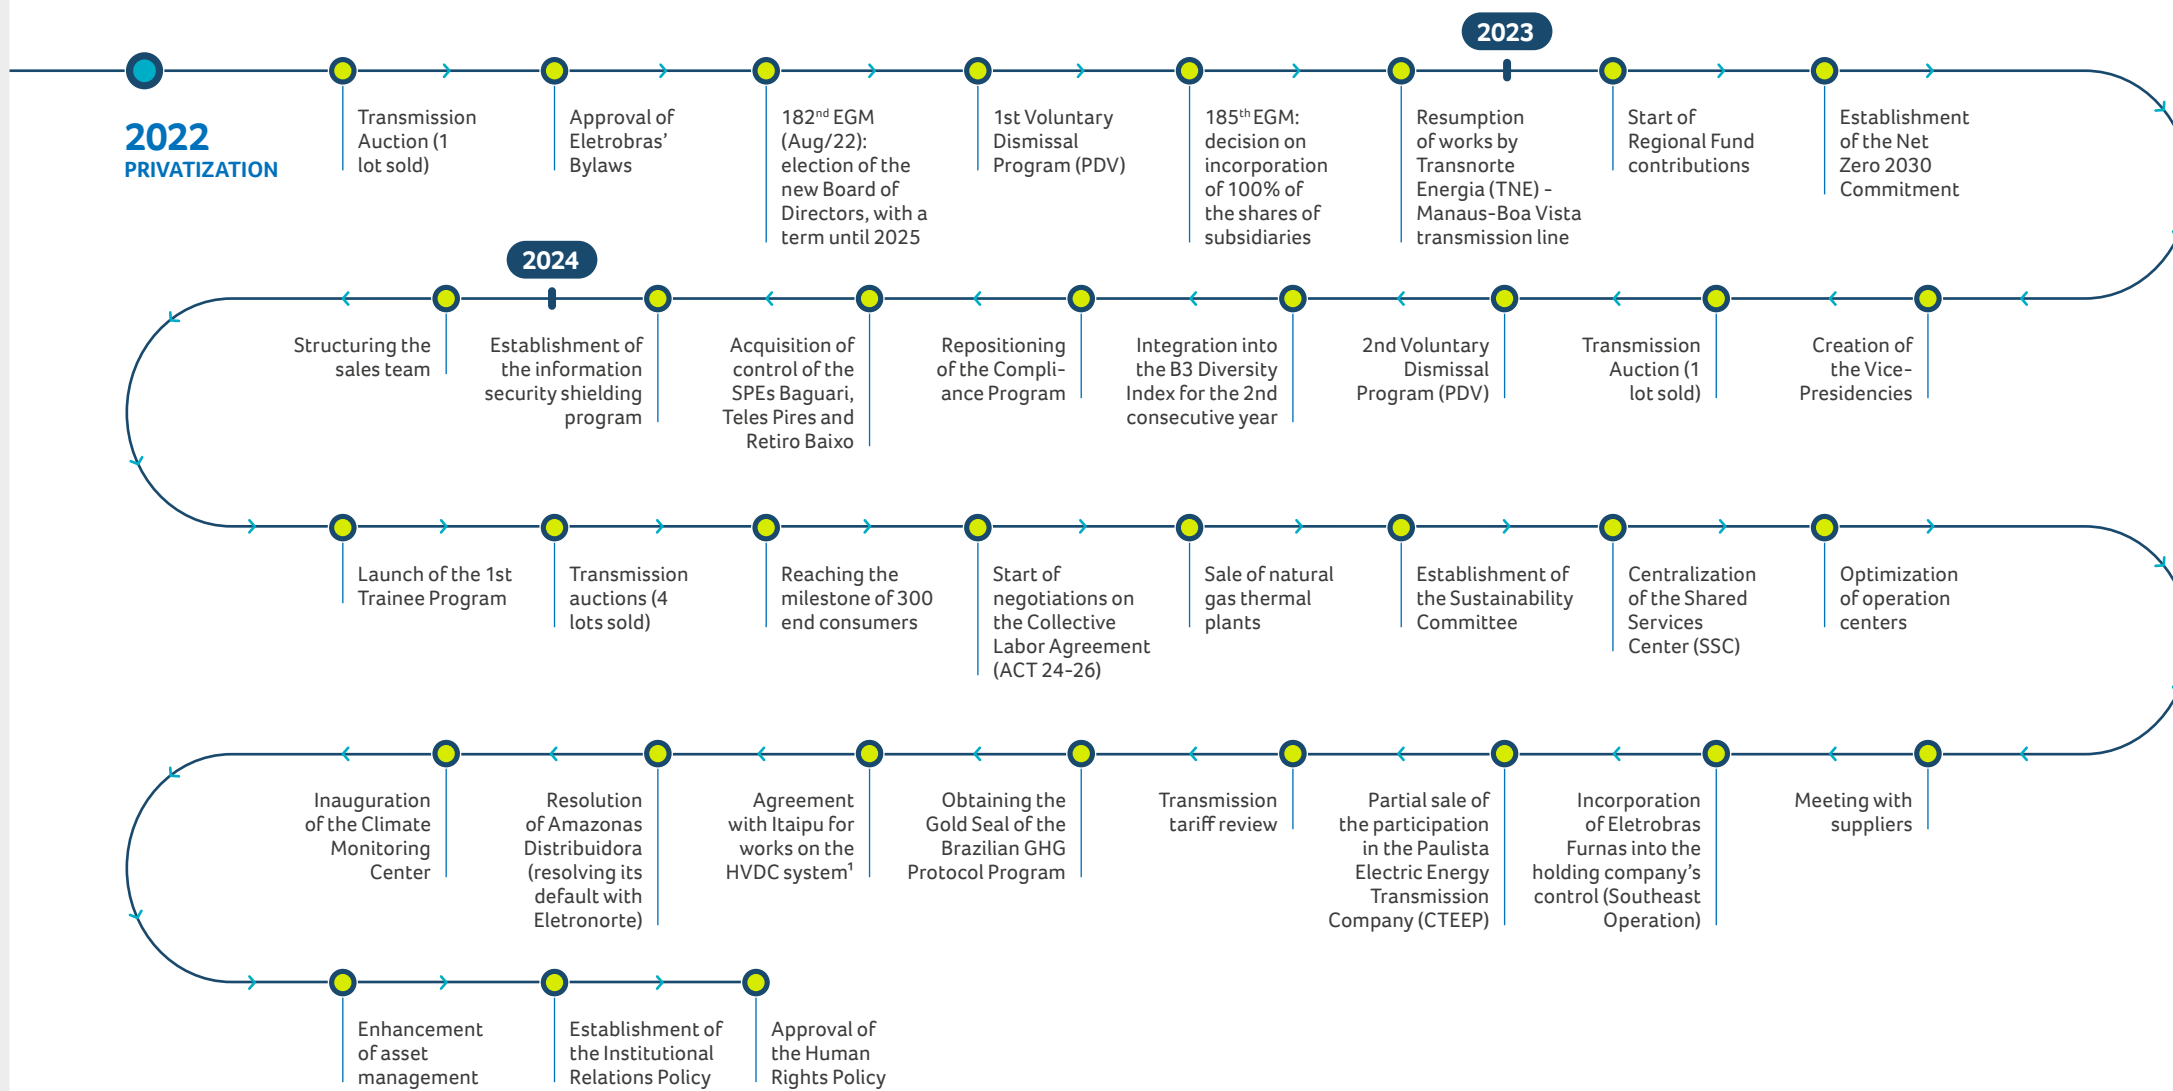 2023
2022
PRIVATIZATION
Transmission
Auction (1
lot sold)
Approval of
Eletrobras’
Bylaws
182nd EGM
(Aug/22):
election of the
new Board of
Directors, with a
term until 2025
1st Voluntary
Dismissal
Program (PDV)
185th EGM:
decision on
incorporation
of 100% of
the shares of
subsidiaries
Resumption
of works by
Transnorte
Energia (TNE) -
Manaus-Boa Vista
transmission line
Start of
Regional Fund
contributions
Establishment
of the Net
Zero 2030
Commitment
Creation of
the Vice-
Presidencies
Transmission
Auction (1
lot sold)
2nd Voluntary
Dismissal
Program (PDV)
Integration into
the B3 Diversity
Index for the 2nd
consecutive year
Repositioning
of the Compli-
ance Program
Acquisition of
control of the
SPEs Baguari,
Teles Pires and
Retiro Baixo
Establishment of
the information
security shielding
program
2024
Structuring the
sales team
Launch of the 1st
Trainee Program
Transmission
auctions (4
lots sold)
Reaching the
milestone of 300
end consumers
Start of
negotiations on
the Collective
Labor Agreement
(ACT 24-26)
Sale of natural
gas thermal
plants
Establishment of
the Sustainability
Committee
Centralization
of the Shared
Services
Center (SSC)
Optimization
of operation
centers
Meeting with
suppliers
Incorporation
of Eletrobras
Furnas into the
holding company’s
control (Southeast
Operation)
Partial sale of
the participation
in the Paulista
Electric Energy
Transmission
Company (CTEEP)
Transmission
tariff review
Obtaining the
Gold Seal of the
Brazilian GHG
Protocol Program
Agreement
with Itaipu for
works on the
HVDC system¹
Resolution
of Amazonas
Distribuidora
(resolving its
default with
Eletronorte)
Inauguration
of the Climate
Monitoring
Center
Enhancement
of asset
management
Establishment of
the Institutional
Relations Policy
Approval of
the Human
Rights Policy